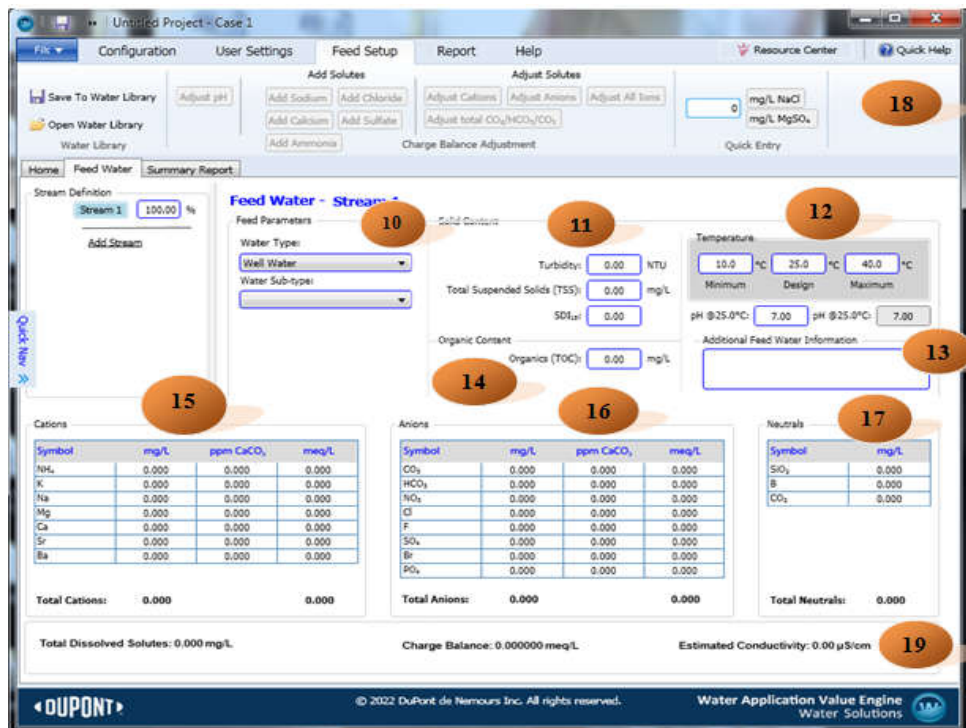 Untitled Project - Case 1
File Configuration User Settings Feed Setup Report Help Resource Center Quick Help
Add Solutes Adjust Solutes
Save To Water Library Adjust pH Add Sodium Add Chloride Adjust Cations Adjust Anions Adjust All Ions 0 mg/L NaCl 18
Open Water Library Add Calcium Add Sulfate Adjust total CO₂/HCO₃/CO₃ mg/L MgSO₄
Add Ammonia
Water Library Charge Balance Adjustment Quick Entry
Home Feed Water Summary Report
Stream Definition
Stream 1 100.00 %
Add Stream
Quick Nav
Feed Water - Stream
10
Feed Parameters
Water Type:
Well Water
Water Sub-type:
Solid Content
11
Turbidity: 0.00 NTU
Total Suspended Solids (TSS): 0.00 mg/L
SDI₁₅: 0.00
Organic Content
Organics (TOC): 0.00 mg/L
14
12
Temperature
10.0 °C 25.0 °C 40.0 °C
Minimum Design Maximum
pH @25.0°C: 7.00 pH @25.0°C: 7.00
Additional Feed Water Information
13
15
Cations
Symbol mg/L ppm CaCO₃ meq/L
NH₄ 0.000 0.000 0.000
K 0.000 0.000 0.000
Na 0.000 0.000 0.000
Mg 0.000 0.000 0.000
Ca 0.000 0.000 0.000
Sr 0.000 0.000 0.000
Ba 0.000 0.000 0.000
Total Cations: 0.000 0.000
16
Anions
Symbol mg/L ppm CaCO₃ meq/L
CO₃ 0.000 0.000 0.000
HCO₃ 0.000 0.000 0.000
NO₃ 0.000 0.000 0.000
Cl 0.000 0.000 0.000
F 0.000 0.000 0.000
SO₄ 0.000 0.000 0.000
Br 0.000 0.000 0.000
PO₄ 0.000 0.000 0.000
Total Anions: 0.000 0.000
17
Neutrals
Symbol mg/L
SiO₂ 0.000
B 0.000
CO₂ 0.000
Total Neutrals: 0.000
Total Dissolved Solutes: 0.000 mg/L Charge Balance: 0.000000 meq/L Estimated Conductivity: 0.00 µS/cm 19
DUPONT © 2022 DuPont de Nemours Inc. All rights reserved. Water Application Value Engine
Water Solutions